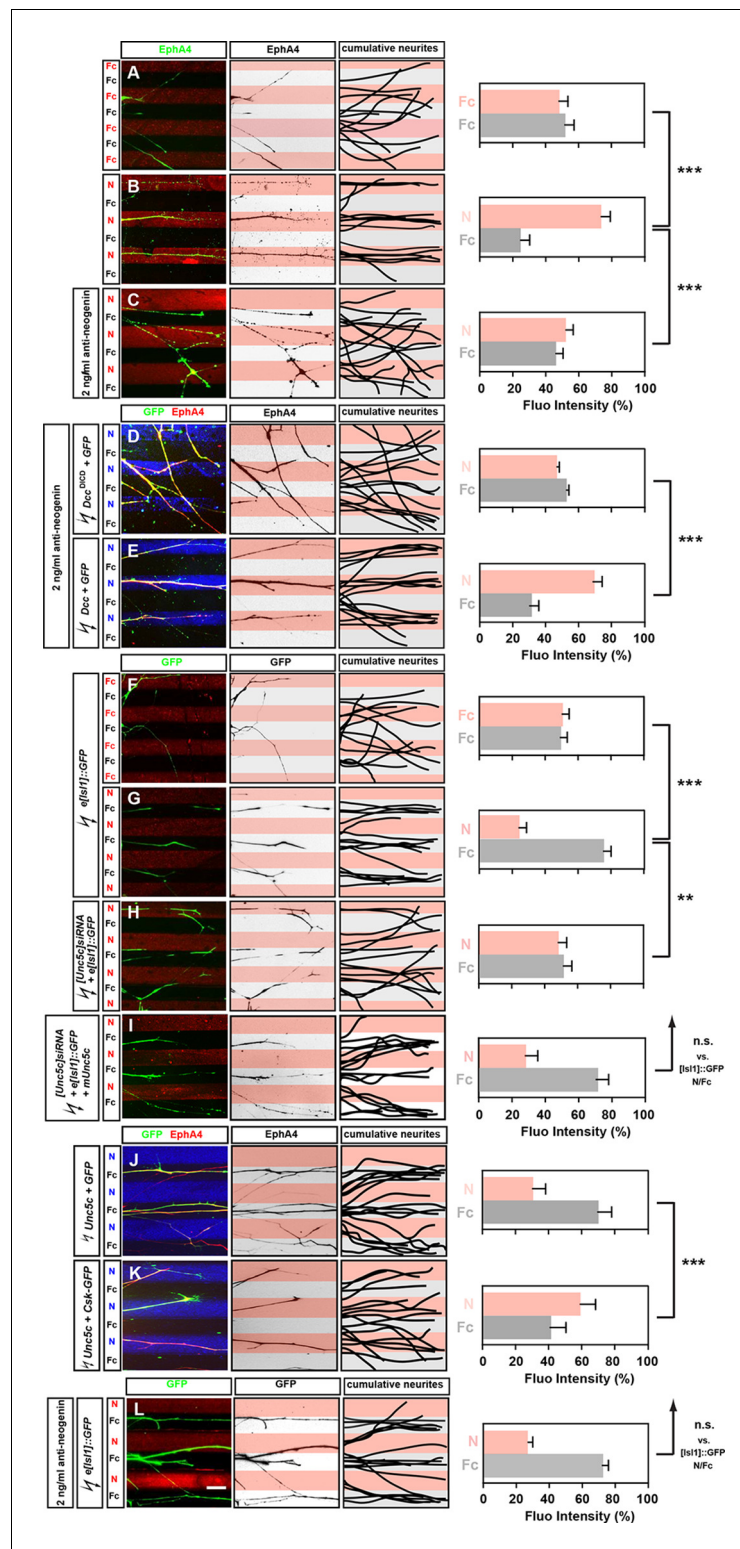 EphA4 EphA4 cumulative neurites
Fc
Fc
Fc
Fc
Fc
Fc
Fc
A
Fc
Fc
***
N
Fc
N
Fc
N
Fc
B
N
Fc
***
2 ng/ml anti-neogenin
N
Fc
N
Fc
N
Fc
C
N
Fc
0 20 40 60 80 100
Fluo Intensity (%)
GFP EphA4 EphA4 cumulative neurites
2 ng/ml anti-neogenin
Dcc^DICD + GFP
N
Fc
N
Fc
N
Fc
D
N
Fc
***
Dcc + GFP
N
Fc
N
Fc
N
Fc
E
N
Fc
0 20 40 60 80 100
Fluo Intensity (%)
GFP GFP cumulative neurites
e[Isl1]::GFP
Fc
Fc
Fc
Fc
Fc
Fc
Fc
F
Fc
Fc
***
N
Fc
N
Fc
N
Fc
N
G
N
Fc
**
[Unc5c]siRNA
+ e[Isl1]::GFP
N
Fc
N
Fc
N
Fc
N
H
N
Fc
[Unc5c]siRNA
+ e[Isl1]::GFP
+ mUnc5c
N
Fc
N
Fc
N
Fc
I
N
Fc
n.s.
vs.
[Isl1]::GFP
N/Fc
0 20 40 60 80 100
Fluo Intensity (%)
GFP EphA4 EphA4 cumulative neurites
Unc5c + GFP
N
Fc
N
Fc
N
Fc
J
N
Fc
***
Unc5c + Csk-GFP
N
Fc
N
Fc
N
Fc
K
N
Fc
0 20 40 60 80 100
Fluo Intensity (%)
GFP GFP cumulative neurites
2 ng/ml anti-neogenin
e[Isl1]::GFP
N
Fc
N
Fc
N
Fc
L
N
Fc
n.s.
vs.
[Isl1]::GFP
N/Fc
0 20 40 60 80 100
Fluo Intensity (%)